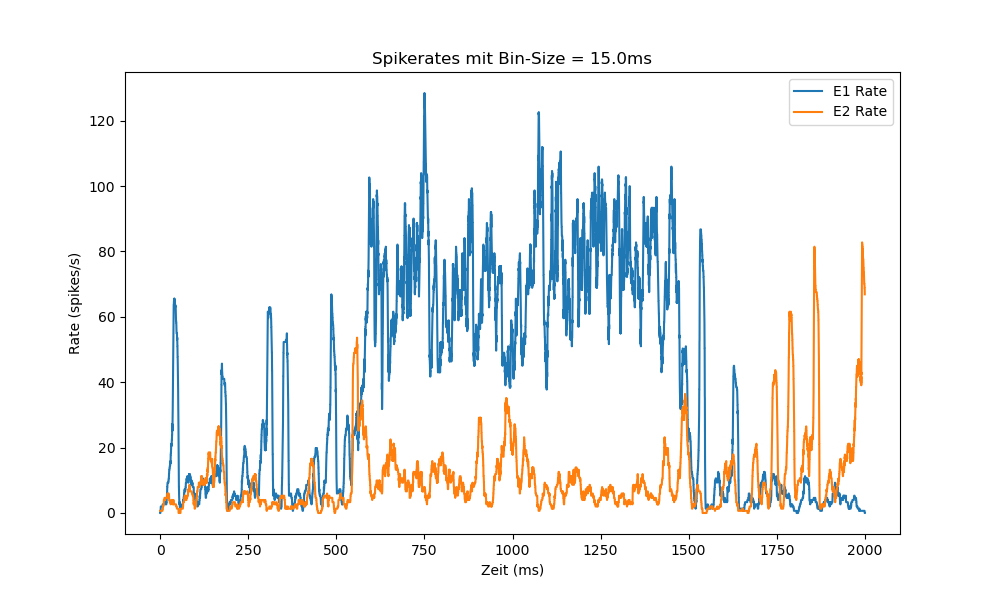 Spikerates mit Bin-Size = 15.0ms
E1 Rate
E2 Rate
120
100
80
60
40
20
0
Rate (spikes/s)
0 250 500 750 1000 1250 1500 1750 2000
Zeit (ms)